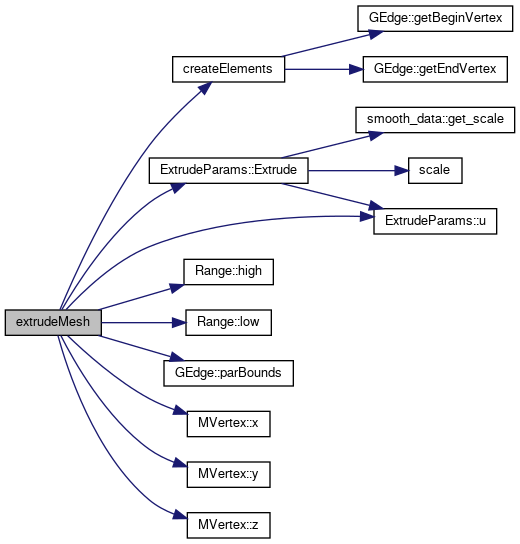 GEdge::getBeginVertex
createElements
GEdge::getEndVertex
smooth_data::get_scale
ExtrudeParams::Extrude
scale
ExtrudeParams::u
Range::high
extrudeMesh
Range::low
GEdge::parBounds
MVertex::x
MVertex::y
MVertex::z